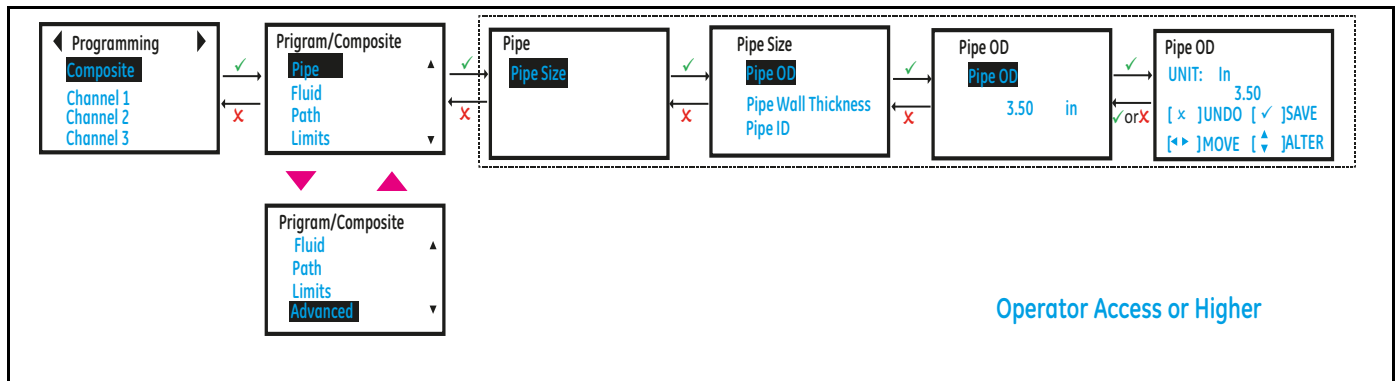 Programming
Composite
Channel 1
Channel 2
Channel 3
✓
x
Prigram/Composite
Pipe
Fluid
Path
Limits
✓
x
Pipe
Pipe Size
✓
x
Pipe Size
Pipe OD
Pipe Wall Thickness
Pipe ID
✓
x
Pipe OD
Pipe OD
3.50 in
✓
✓orx
Pipe OD
UNIT: In
3.50
[ x ]UNDO [ ✓ ]SAVE
[◄►]MOVE [▲▼]ALTER
Prigram/Composite
Fluid
Path
Limits
Advanced
Operator Access or Higher